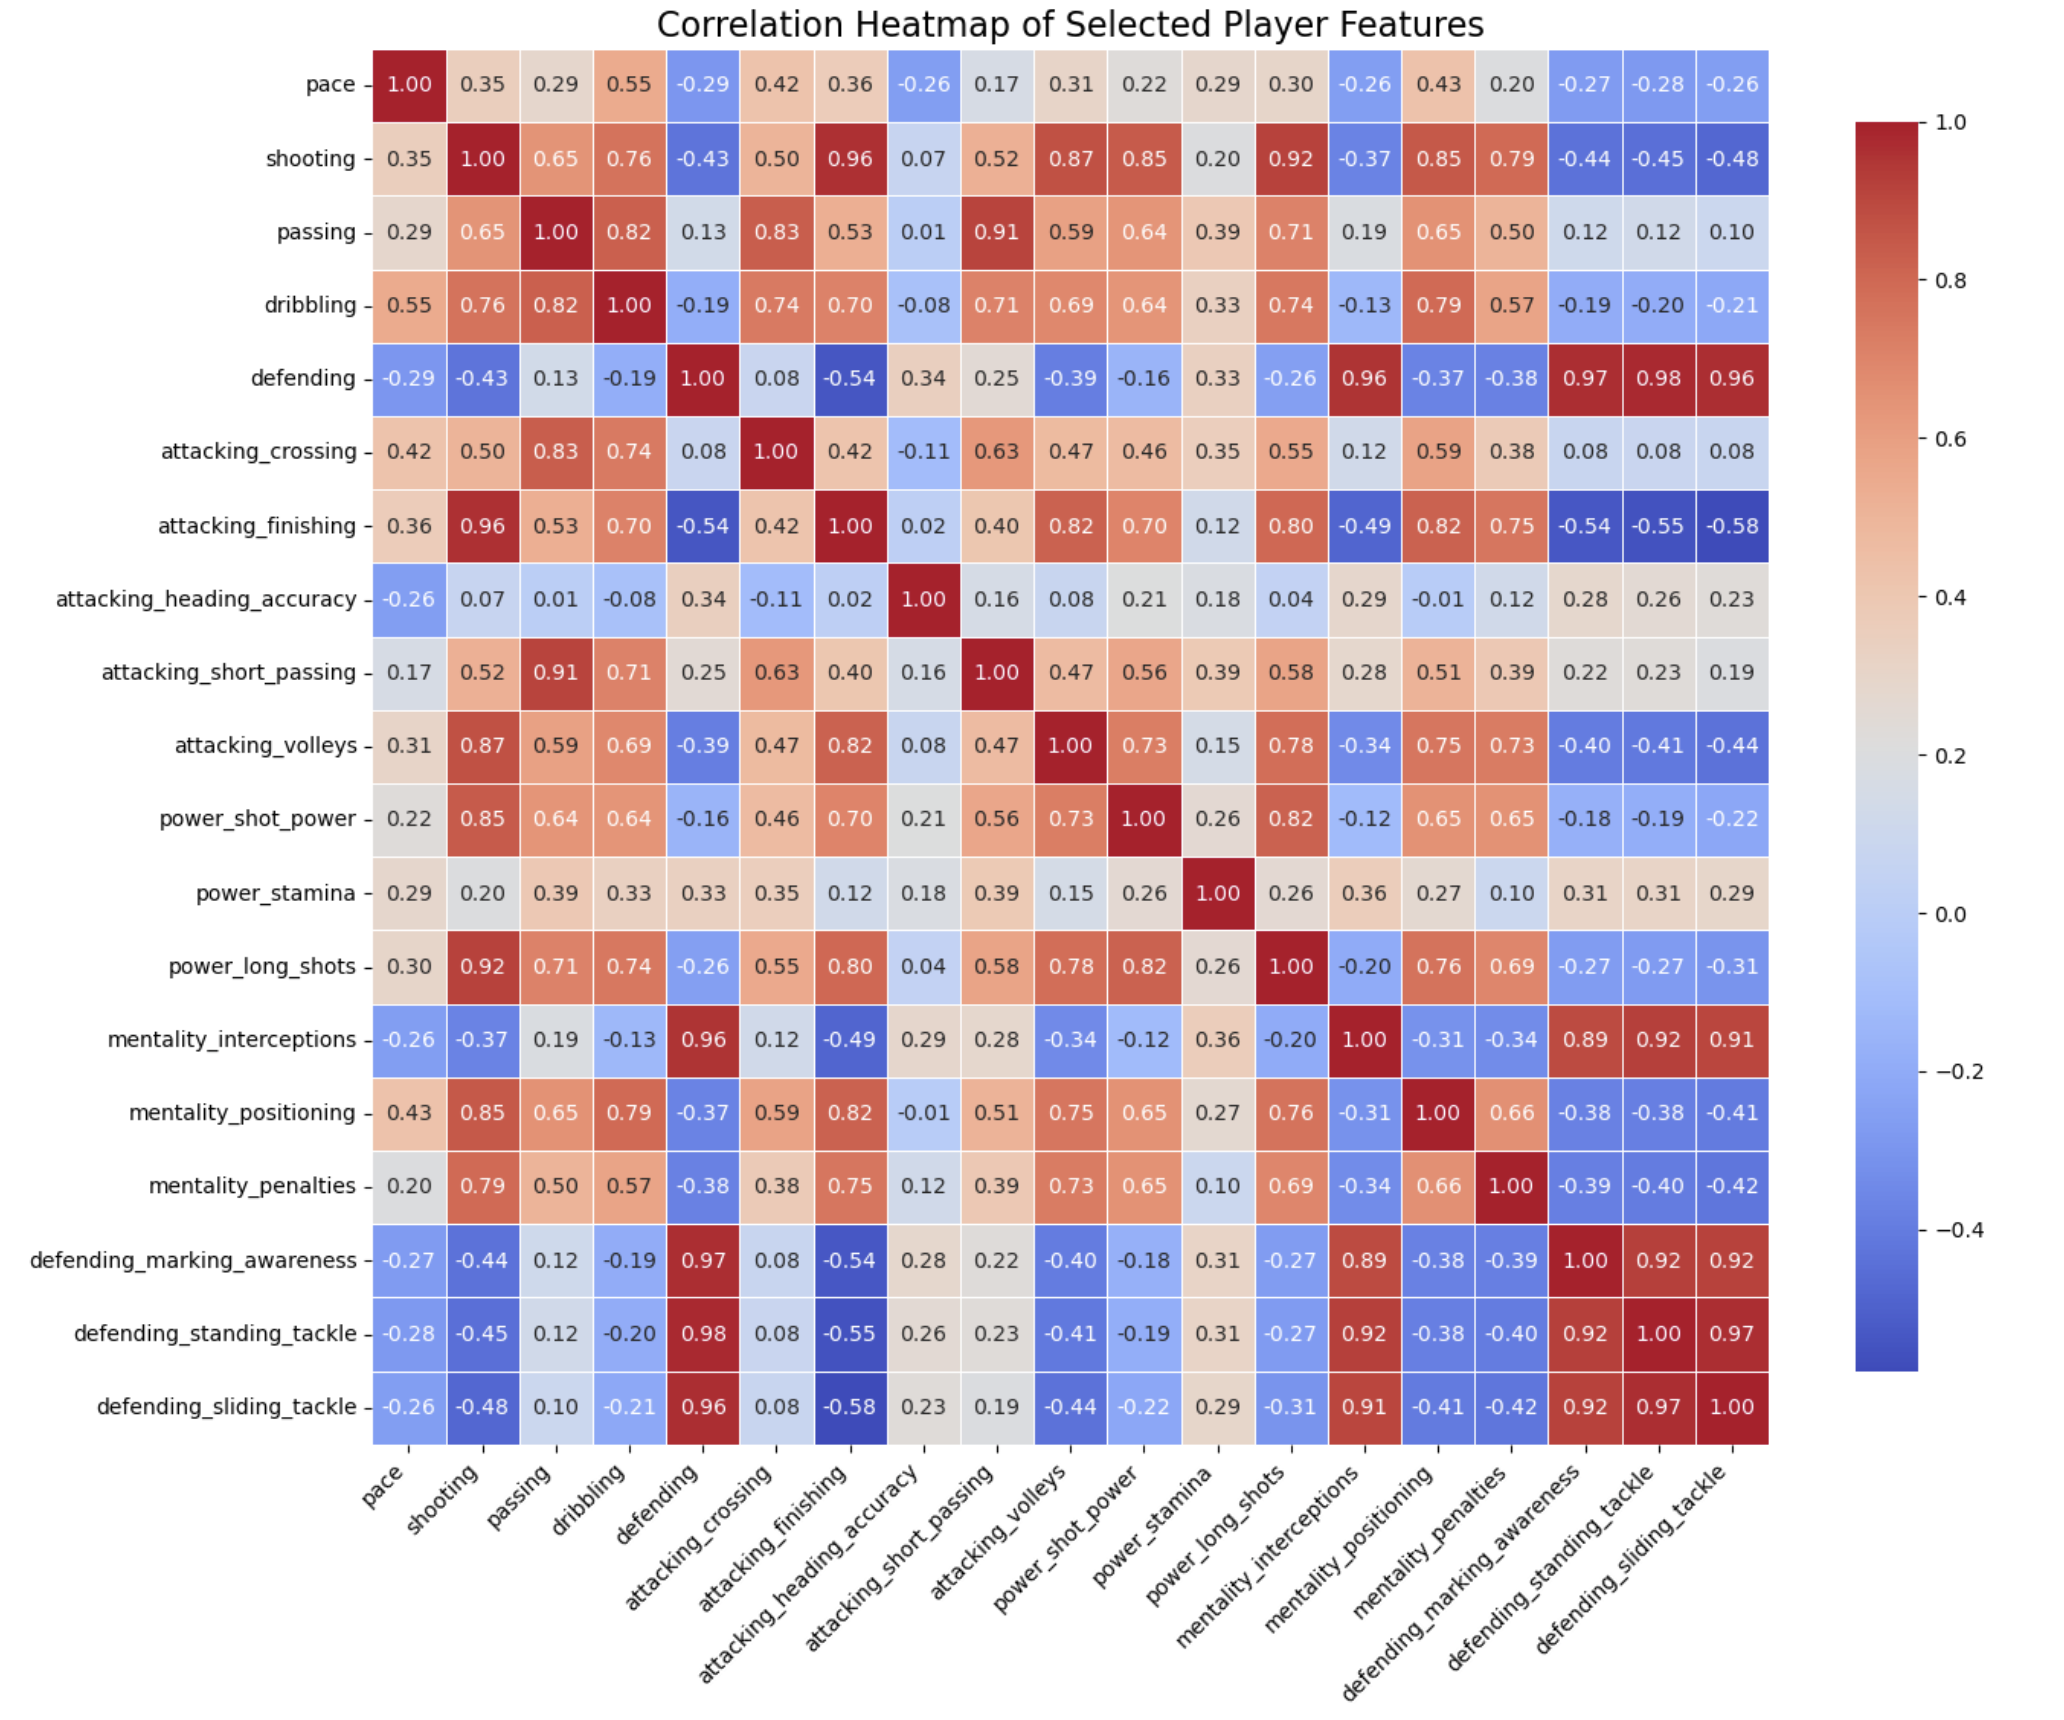 Correlation Heatmap of Selected Player Features
pace 1.00 0.35 0.29 0.55 -0.29 0.42 0.36 -0.26 0.17 0.31 0.22 0.29 0.30 -0.26 0.43 0.20 -0.27 -0.28 -0.26
shooting 0.35 1.00 0.65 0.76 -0.43 0.50 0.96 0.07 0.52 0.87 0.85 0.20 0.92 -0.37 0.85 0.79 -0.44 -0.45 -0.48
passing 0.29 0.65 1.00 0.82 0.13 0.83 0.53 0.01 0.91 0.59 0.64 0.39 0.71 0.19 0.65 0.50 0.12 0.12 0.10
dribbling 0.55 0.76 0.82 1.00 -0.19 0.74 0.70 -0.08 0.71 0.69 0.64 0.33 0.74 -0.13 0.79 0.57 -0.19 -0.20 -0.21
defending -0.29 -0.43 0.13 -0.19 1.00 0.08 -0.54 0.34 0.25 -0.39 -0.16 0.33 -0.26 0.96 -0.37 -0.38 0.97 0.98 0.96
attacking_crossing 0.42 0.50 0.83 0.74 0.08 1.00 0.42 -0.11 0.63 0.47 0.46 0.35 0.55 0.12 0.59 0.38 0.08 0.08 0.08
attacking_finishing 0.36 0.96 0.53 0.70 -0.54 0.42 1.00 0.02 0.40 0.82 0.70 0.12 0.80 -0.49 0.82 0.75 -0.54 -0.55 -0.58
attacking_heading_accuracy -0.26 0.07 0.01 -0.08 0.34 -0.11 0.02 1.00 0.16 0.08 0.21 0.18 0.04 0.29 -0.01 0.12 0.28 0.26 0.23
attacking_short_passing 0.17 0.52 0.91 0.71 0.25 0.63 0.40 0.16 1.00 0.47 0.56 0.39 0.58 0.28 0.51 0.39 0.22 0.23 0.19
attacking_volleys 0.31 0.87 0.59 0.69 -0.39 0.47 0.82 0.08 0.47 1.00 0.73 0.15 0.78 -0.34 0.75 0.73 -0.40 -0.41 -0.44
power_shot_power 0.22 0.85 0.64 0.64 -0.16 0.46 0.70 0.21 0.56 0.73 1.00 0.26 0.82 -0.12 0.65 0.65 -0.18 -0.19 -0.22
power_stamina 0.29 0.20 0.39 0.33 0.33 0.35 0.12 0.18 0.39 0.15 0.26 1.00 0.26 0.36 0.27 0.10 0.31 0.31 0.29
power_long_shots 0.30 0.92 0.71 0.74 -0.26 0.55 0.80 0.04 0.58 0.78 0.82 0.26 1.00 -0.20 0.76 0.69 -0.27 -0.27 -0.31
mentality_interceptions -0.26 -0.37 0.19 -0.13 0.96 0.12 -0.49 0.29 0.28 -0.34 -0.12 0.36 -0.20 1.00 -0.31 -0.34 0.89 0.92 0.91
mentality_positioning 0.43 0.85 0.65 0.79 -0.37 0.59 0.82 -0.01 0.51 0.75 0.65 0.27 0.76 -0.31 1.00 0.66 -0.38 -0.38 -0.41
mentality_penalties 0.20 0.79 0.50 0.57 -0.38 0.38 0.75 0.12 0.39 0.73 0.65 0.10 0.69 -0.34 0.66 1.00 -0.39 -0.40 -0.42
defending_marking_awareness -0.27 -0.44 0.12 -0.19 0.97 0.08 -0.54 0.28 0.22 -0.40 -0.18 0.31 -0.27 0.89 -0.38 -0.39 1.00 0.92 0.92
defending_standing_tackle -0.28 -0.45 0.12 -0.20 0.98 0.08 -0.55 0.26 0.23 -0.41 -0.19 0.31 -0.27 0.92 -0.38 -0.40 0.92 1.00 0.97
defending_sliding_tackle -0.26 -0.48 0.10 -0.21 0.96 0.08 -0.58 0.23 0.19 -0.44 -0.22 0.29 -0.31 0.91 -0.41 -0.42 0.92 0.97 1.00
pace
shooting
passing
dribbling
defending
attacking_crossing
attacking_finishing
attacking_heading_accuracy
attacking_short_passing
attacking_volleys
power_shot_power
power_stamina
power_long_shots
mentality_interceptions
mentality_positioning
mentality_penalties
defending_marking_awareness
defending_standing_tackle
defending_sliding_tackle
1.0
0.8
0.6
0.4
0.2
0.0
−0.2
−0.4